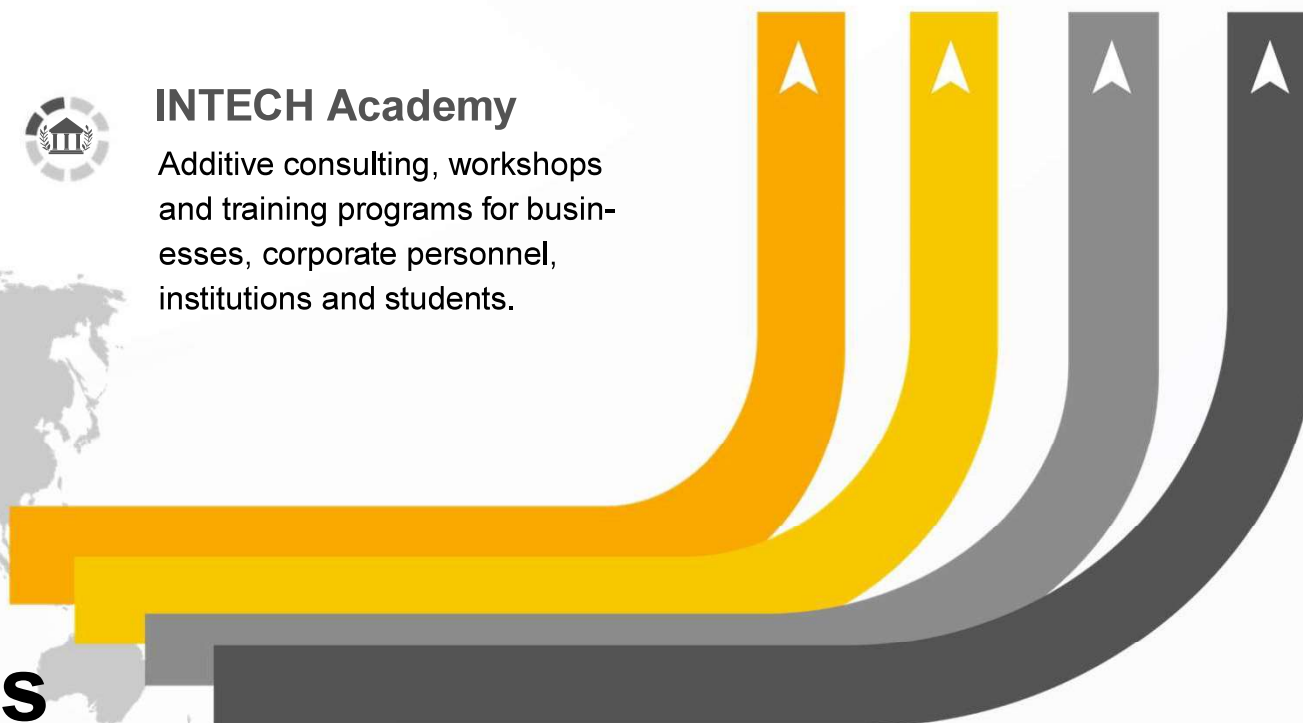 INTECH Academy
Additive consulting, workshops
and training programs for busin-
esses, corporate personnel,
institutions and students.
s